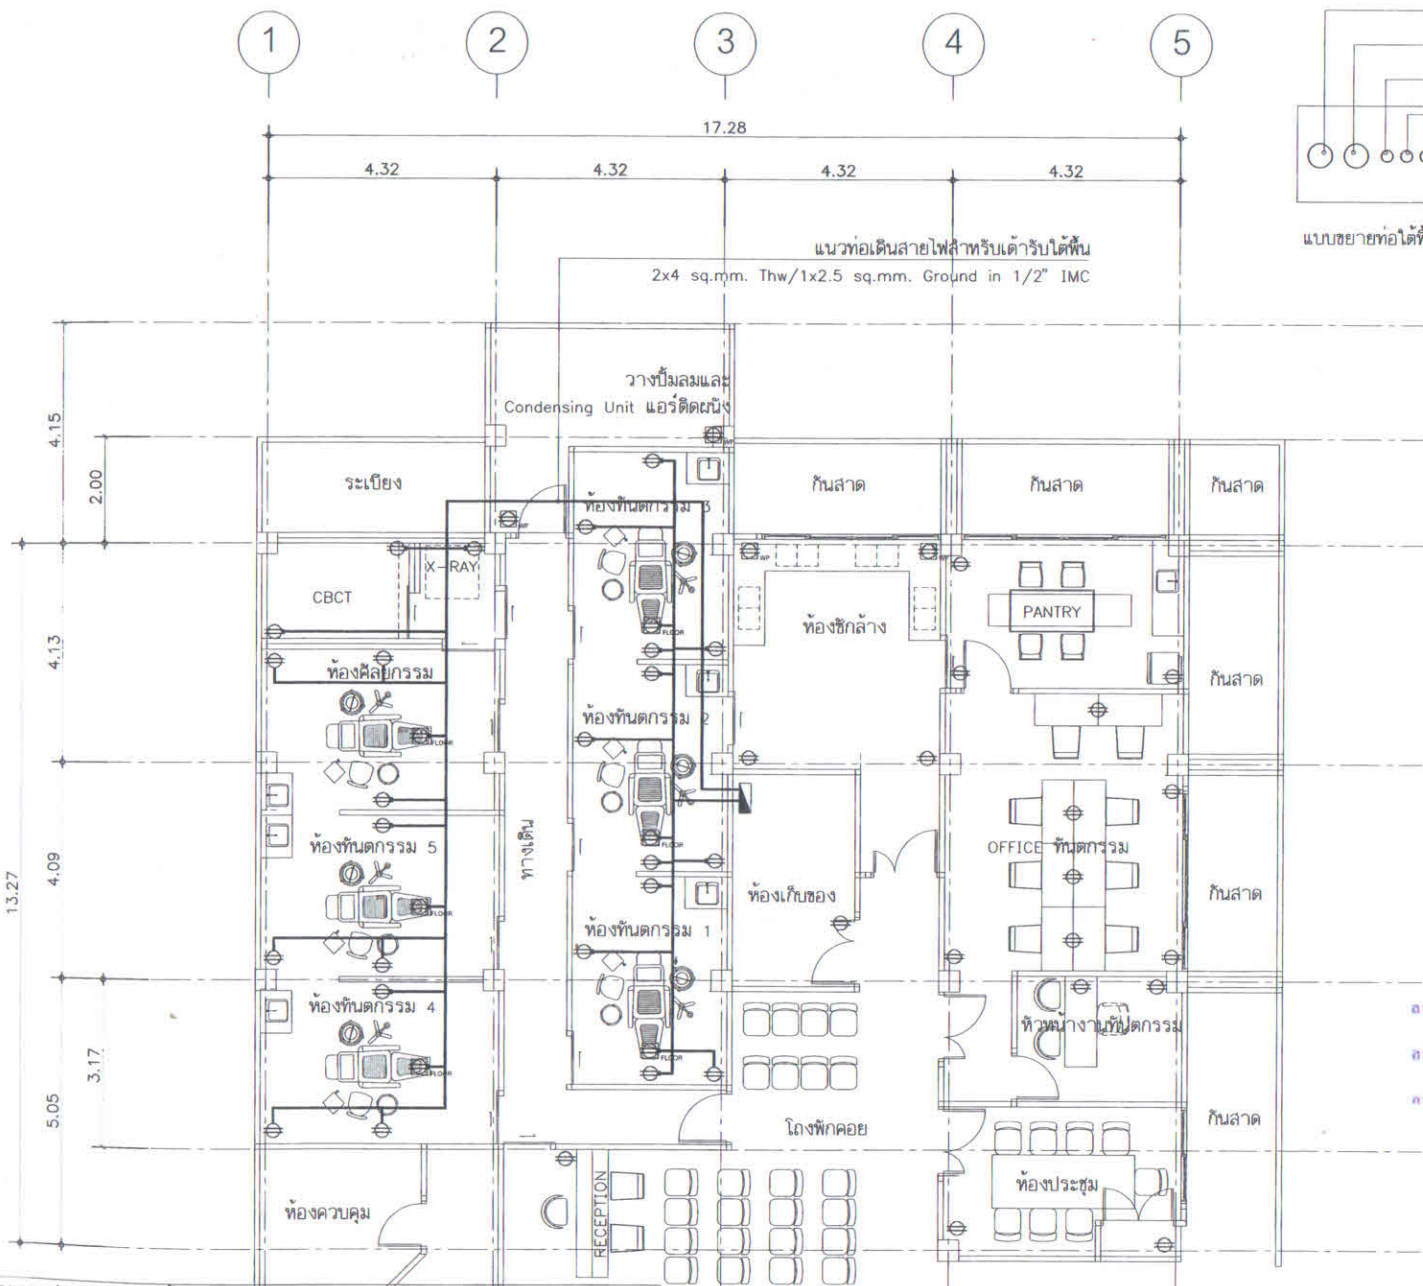 1
2
3
4
5
17.28
4.32
4.32
4.32
4.32
แนวท่อเดินสายไฟสำหรับเต้ารับใต้พื้น
2x4 sq.mm. Thw/1x2.5 sq.mm. Ground in 1/2" IMC
แบบขยายท่อใต้พื้
วางปั๊มลมและ
Condensing Unit แอร์ติดผนัง
WP
4.15
2.00
ระเบียง
ห้องทันตกรรม 3
กันสาด
กันสาด
กันสาด
WP
WP
WP
X-RAY
CBCT
PANTRY
ห้องซักล้าง
FLOOR
4.13
ห้องศัลยกรรม
กันสาด
ห้องทันตกรรม 2
FLOOR
ทางเดิน
ห้องทันตกรรม 5
FLOOR
OFFICE ทันตกรรม
4.09
13.27
ห้องเก็บของ
กันสาด
FLOOR
ห้องทันตกรรม 1
ห้องทันตกรรม 4
หัวหน้างานทันตกรรม
FLOOR
FLOOR
3.17
5.05
โถงพักคอย
กันสาด
ห้องประชุม
ห้องควบคุม
RECEPTION